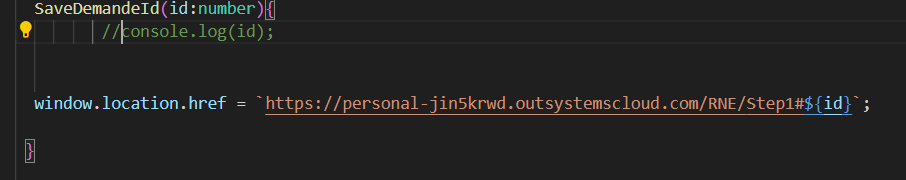 SaveDemandeId(id:number){
//console.log(id);
window.location.href = `https://personal-jin5krwd.outsystemscloud.com/RNE/Step1#${id}`;
}